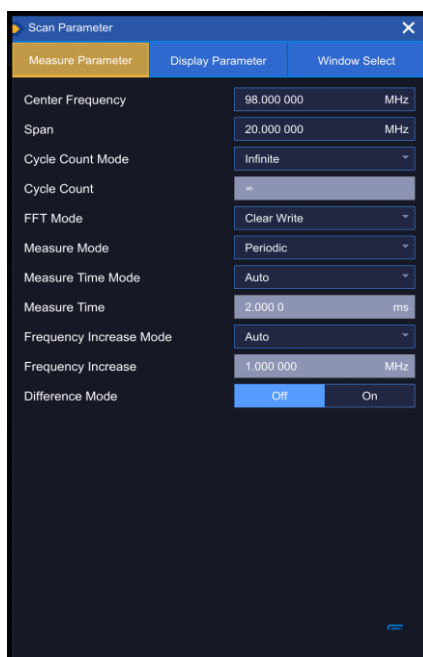 Scan Parameter
Measure Parameter Display Parameter Window Select
Center Frequency 98.000 000 MHz
Span 20.000 000 MHz
Cycle Count Mode Infinite
Cycle Count ∞
FFT Mode Clear Write
Measure Mode Periodic
Measure Time Mode Auto
Measure Time 2.000 0 ms
Frequency Increase Mode Auto
Frequency Increase 1.000 000 MHz
Difference Mode Off On